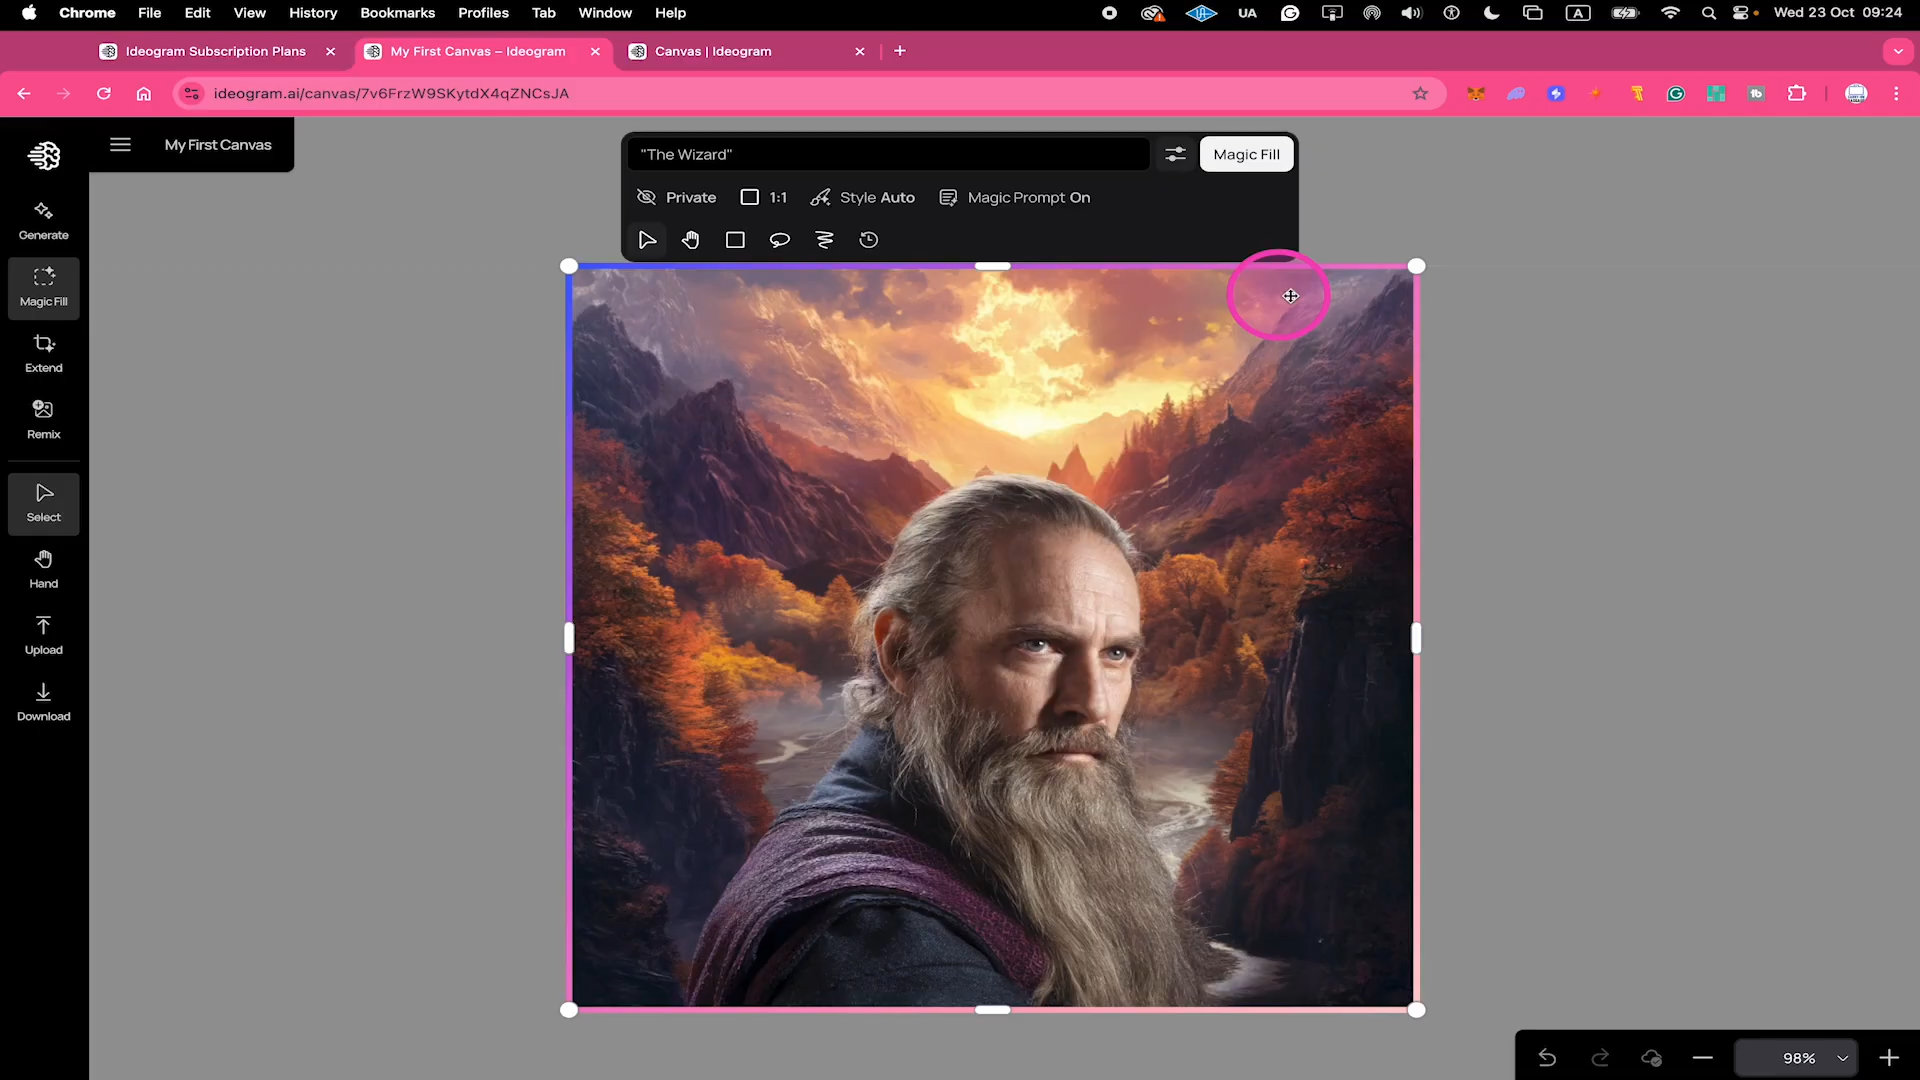 Chrome File Edit View History Bookmarks Profiles Tab Window Help UA A Wed 23 Oct 09:24
Ideogram Subscription Plans My First Canvas – Ideogram Canvas | Ideogram
ideogram.ai/canvas/7v6FrzW9SKytdX4qZNCsJA tb
My First Canvas
"The Wizard" Magic Fill
Private 1:1 Style Auto Magic Prompt On
Generate
Magic Fill
Extend
Remix
Select
Hand
Upload
Download
98%